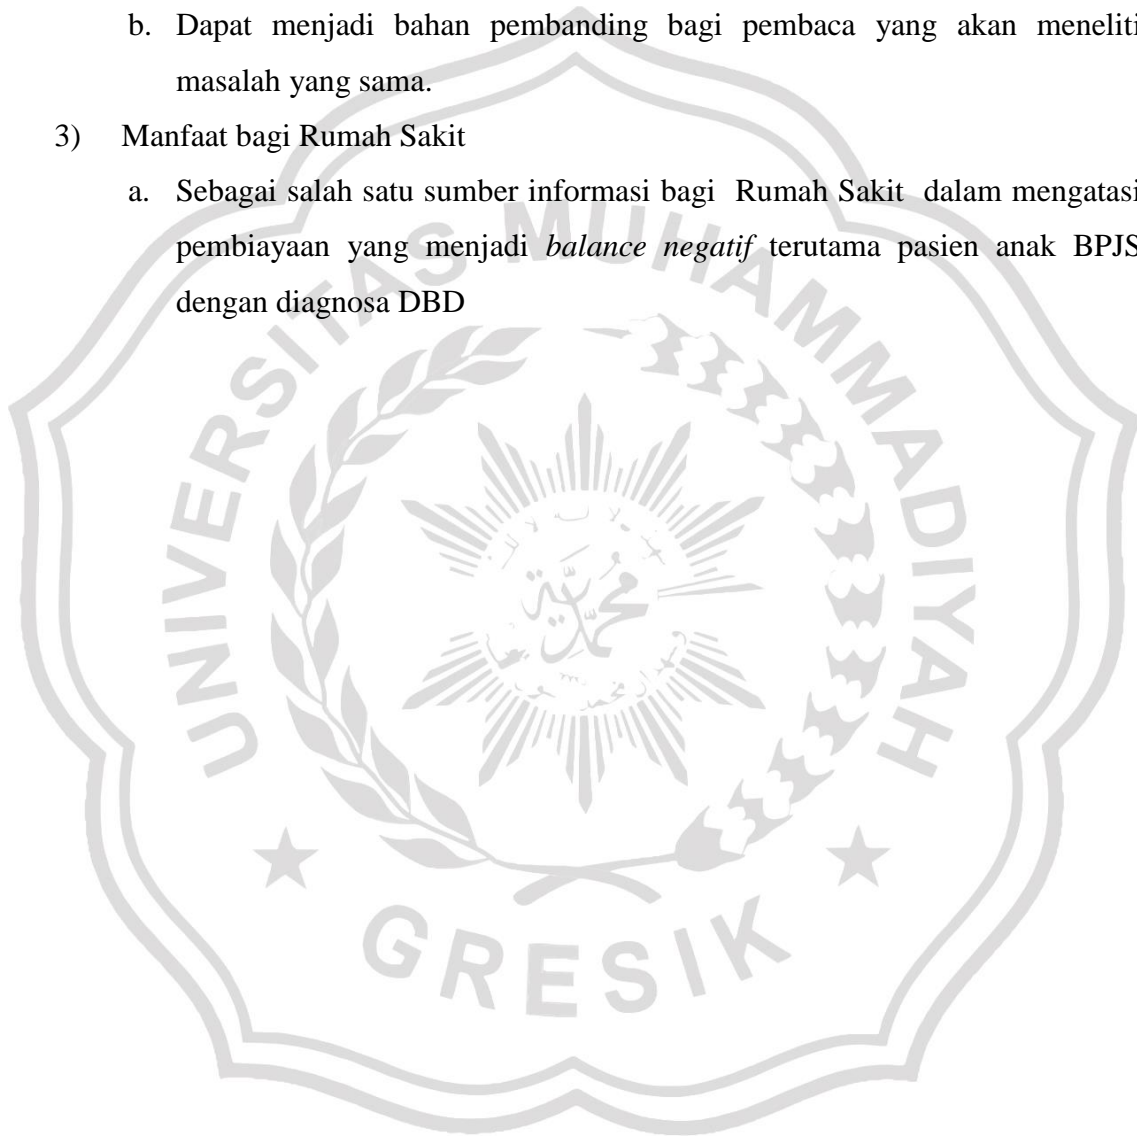 b. Dapat menjadi bahan pembanding bagi pembaca yang akan meneliti
masalah yang sama.
3) Manfaat bagi Rumah Sakit
a. Sebagai salah satu sumber informasi bagi Rumah Sakit dalam mengatasi
pembiayaan yang menjadi balance negatif terutama pasien anak BPJS
dengan diagnosa DBD
UNIVERSITAS MUHAMMADIYAH
محمد
GRESIK